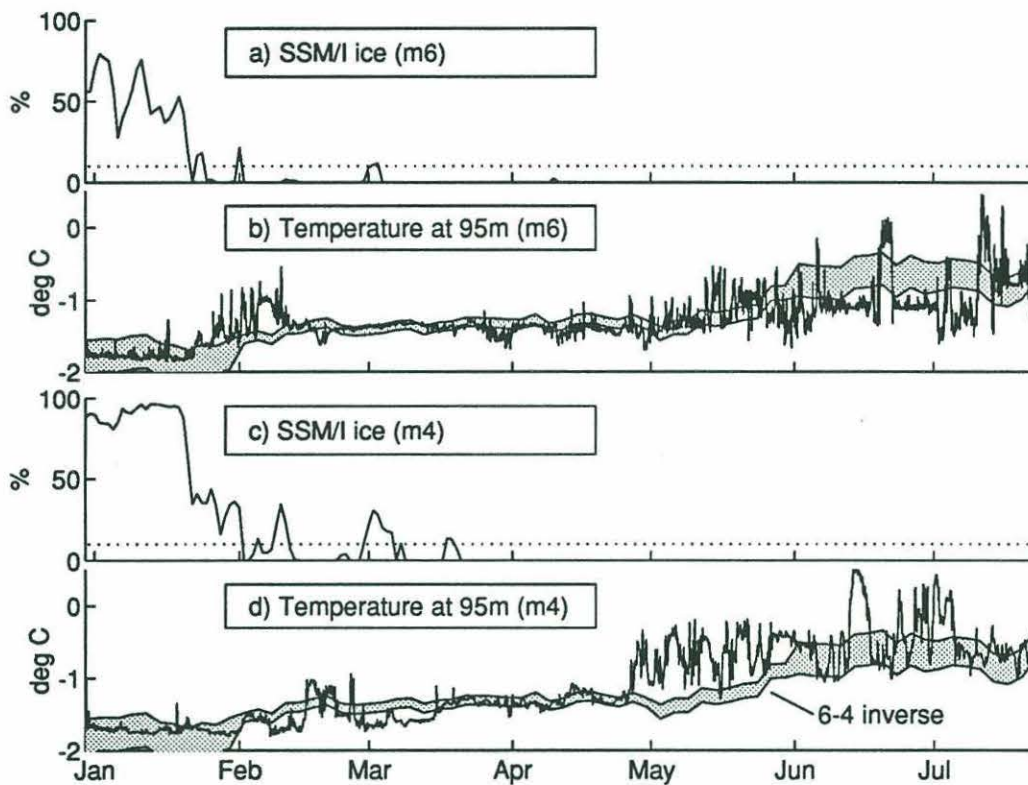 100
50
0
%
a) SSM/I ice (m6)
0
-1
-2
deg C
b) Temperature at 95m (m6)
100
50
0
%
c) SSM/I ice (m4)
0
-1
-2
deg C
d) Temperature at 95m (m4)
6-4 inverse
Jan Feb Mar Apr May Jun Jul